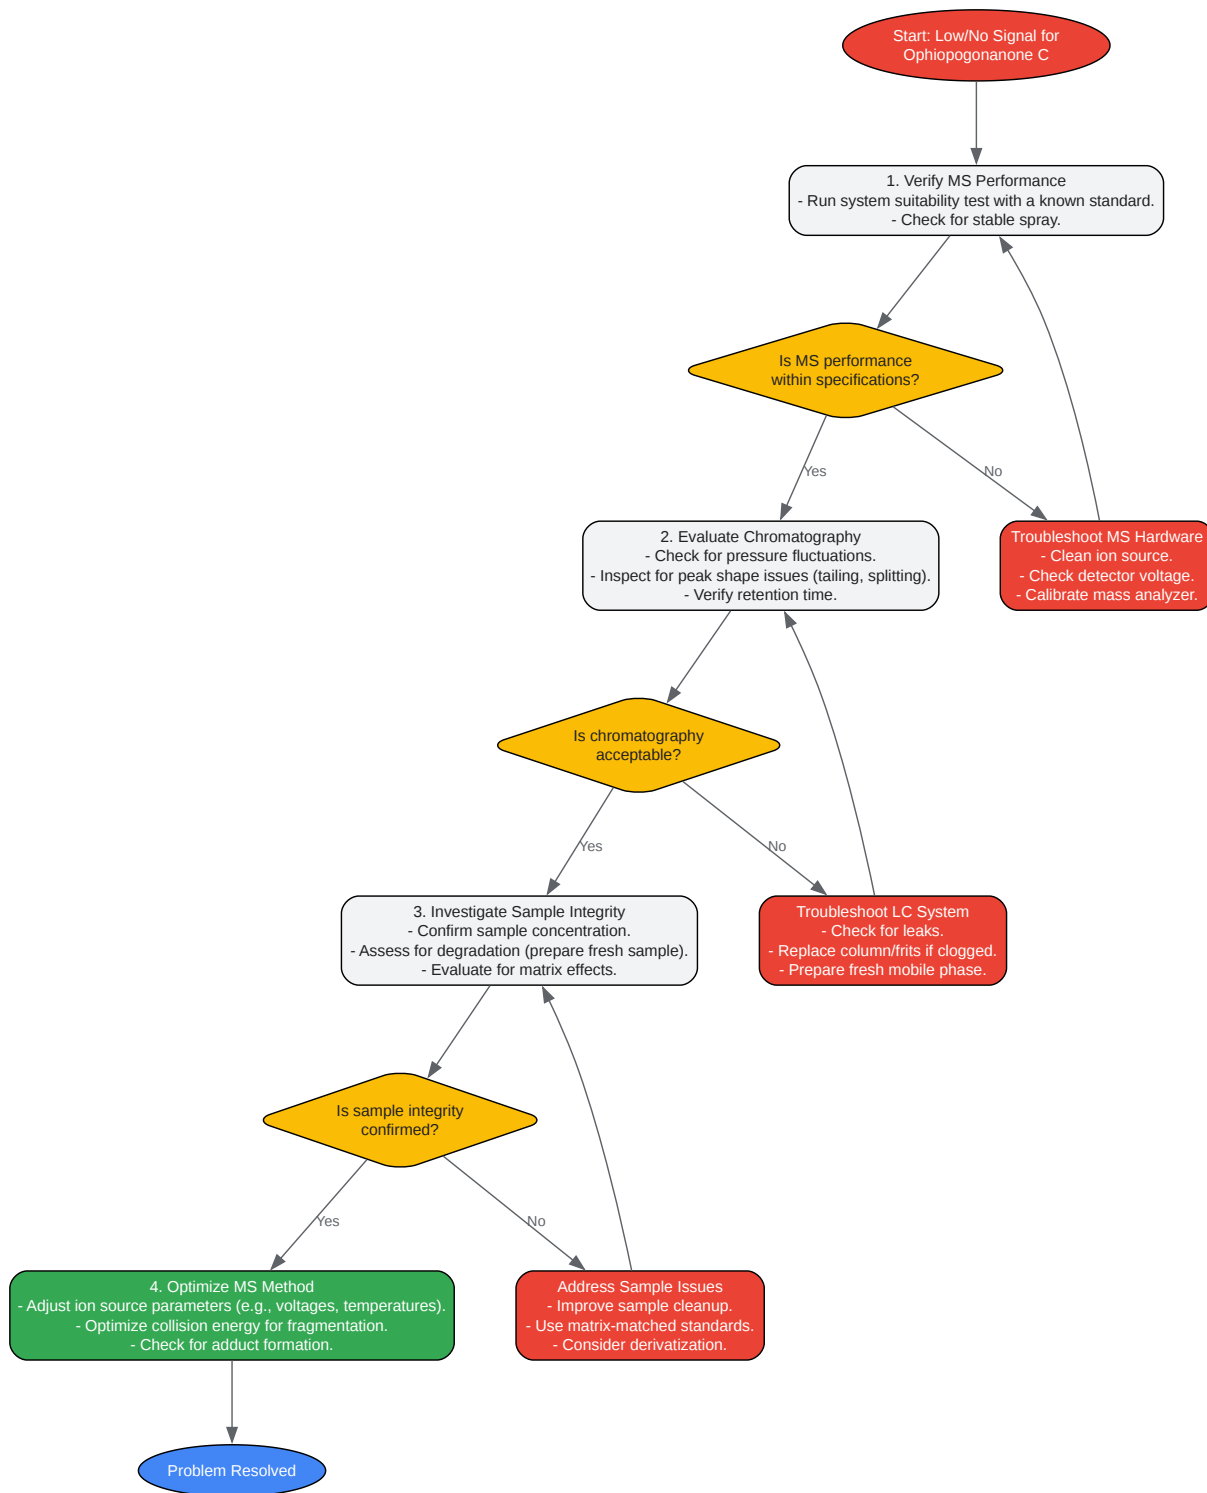 Start: Low/No Signal for
Ophiopogonanone C
1. Verify MS Performance
- Run system suitability test with a known standard.
- Check for stable spray.
Is MS performance
within specifications?
Yes
No
2. Evaluate Chromatography
- Check for pressure fluctuations.
- Inspect for peak shape issues (tailing, splitting).
- Verify retention time.
Troubleshoot MS Hardware
- Clean ion source.
- Check detector voltage.
- Calibrate mass analyzer.
Is chromatography
acceptable?
Yes
No
3. Investigate Sample Integrity
- Confirm sample concentration.
- Assess for degradation (prepare fresh sample).
- Evaluate for matrix effects.
Troubleshoot LC System
- Check for leaks.
- Replace column/frits if clogged.
- Prepare fresh mobile phase.
Is sample integrity
confirmed?
Yes
No
4. Optimize MS Method
- Adjust ion source parameters (e.g., voltages, temperatures).
- Optimize collision energy for fragmentation.
- Check for adduct formation.
Address Sample Issues
- Improve sample cleanup.
- Use matrix-matched standards.
- Consider derivatization.
Problem Resolved